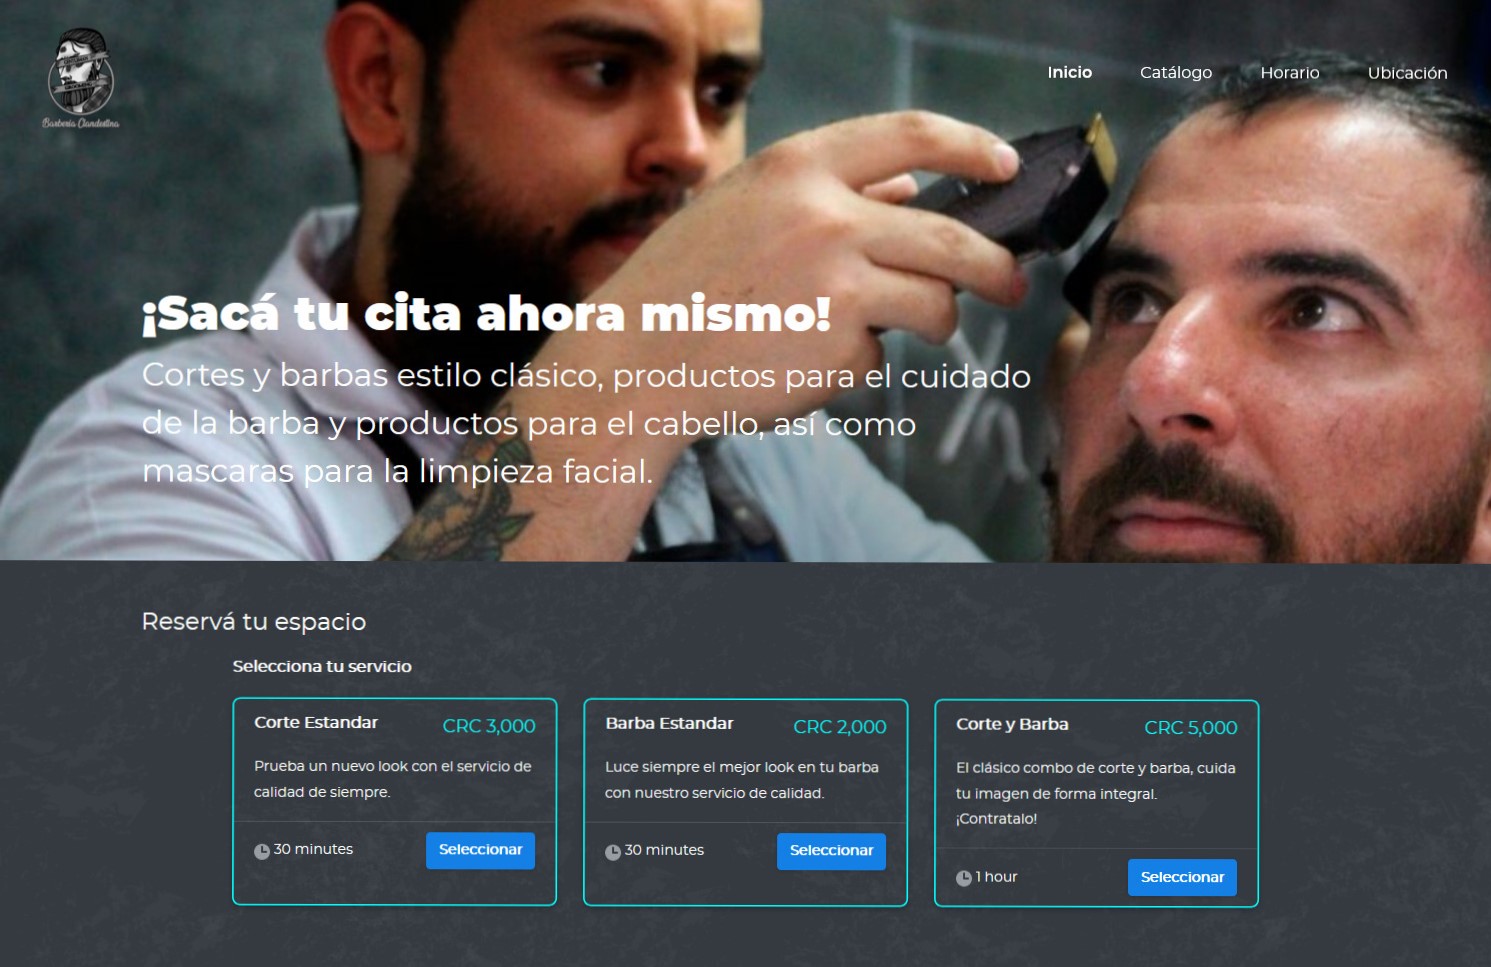 Barbería Clandestina
Inicio Catálogo Horario Ubicación
¡Sacá tu cita ahora mismo!
Cortes y barbas estilo clásico, productos para el cuidado
de la barba y productos para el cabello, así como
mascaras para la limpieza facial.
Reservá tu espacio
Selecciona tu servicio
Corte Estandar CRC 3,000
Prueba un nuevo look con el servicio de
calidad de siempre.
30 minutes Seleccionar
Barba Estandar CRC 2,000
Luce siempre el mejor look en tu barba
con nuestro servicio de calidad.
30 minutes Seleccionar
Corte y Barba CRC 5,000
El clásico combo de corte y barba, cuida
tu imagen de forma integral.
¡Contratalo!
1 hour Seleccionar